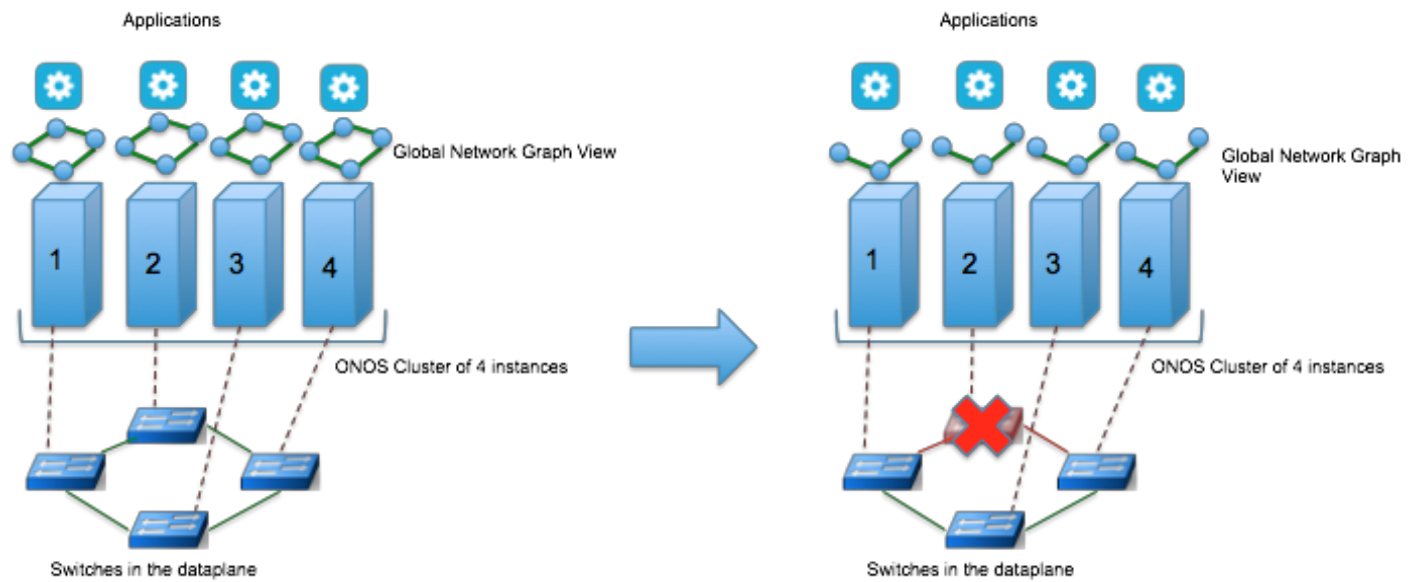 Applications
Global Network Graph View
1
2
3
4
ONOS Cluster of 4 instances
Switches in the dataplane
Applications
Global Network Graph
View
1
2
3
4
ONOS Cluster of 4 instances
Switches in the dataplane